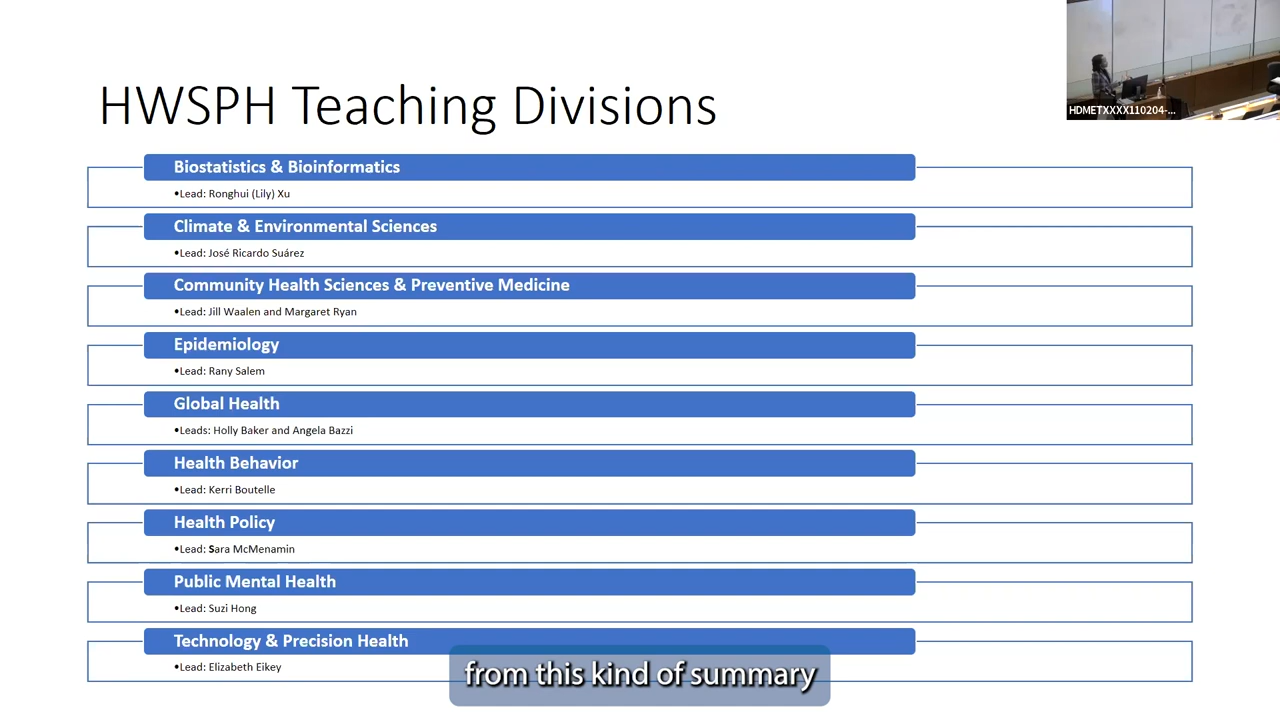 HWSPH Teaching Divisions
HDMETXXXX110204-...
Biostatistics & Bioinformatics
•Lead: Ronghui (Lily) Xu
Climate & Environmental Sciences
•Lead: José Ricardo Suárez
Community Health Sciences & Preventive Medicine
•Lead: Jill Waalen and Margaret Ryan
Epidemiology
•Lead: Rany Salem
Global Health
•Leads: Holly Baker and Angela Bazzi
Health Behavior
•Lead: Kerri Boutelle
Health Policy
•Lead: Sara McMenamin
Public Mental Health
•Lead: Suzi Hong
Technology & Precision Health
•Lead: Elizabeth Eikey
from this kind of summary